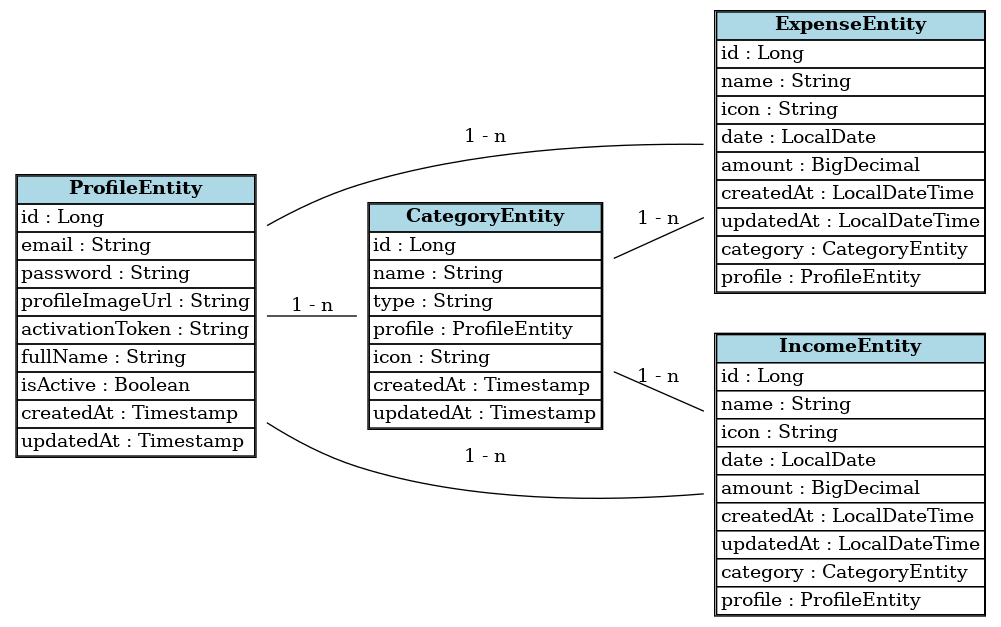 ProfileEntity
id : Long
email : String
password : String
profileImageUrl : String
activationToken : String
fullName : String
isActive : Boolean
createdAt : Timestamp
updatedAt : Timestamp
1 - n
1 - n
1 - n
CategoryEntity
id : Long
name : String
type : String
profile : ProfileEntity
icon : String
createdAt : Timestamp
updatedAt : Timestamp
1 - n
1 - n
ExpenseEntity
id : Long
name : String
icon : String
date : LocalDate
amount : BigDecimal
createdAt : LocalDateTime
updatedAt : LocalDateTime
category : CategoryEntity
profile : ProfileEntity
IncomeEntity
id : Long
name : String
icon : String
date : LocalDate
amount : BigDecimal
createdAt : LocalDateTime
updatedAt : LocalDateTime
category : CategoryEntity
profile : ProfileEntity